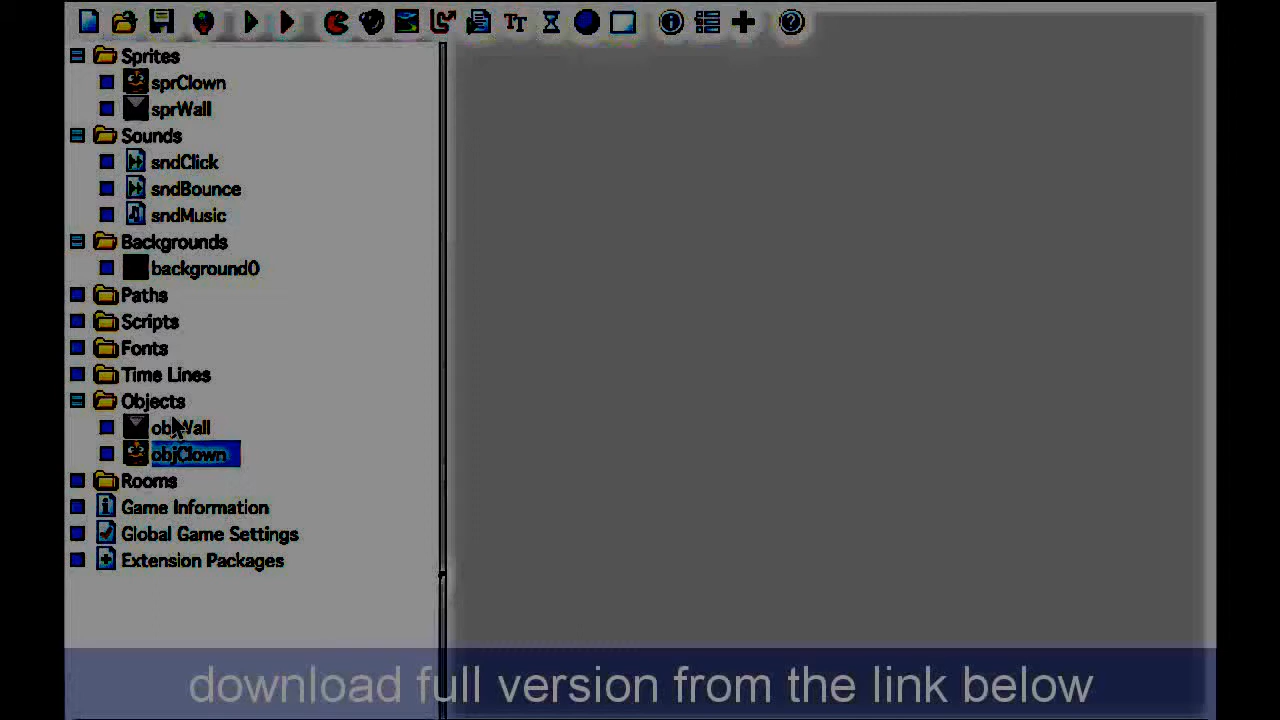 TT
Sprites
sprClown
sprWall
Sounds
sndClick
sndBounce
sndMusic
Backgrounds
background0
Paths
Scripts
Fonts
Time Lines
Objects
objWall
objClown
Rooms
Game Information
Global Game Settings
Extension Packages
download full version from the link below